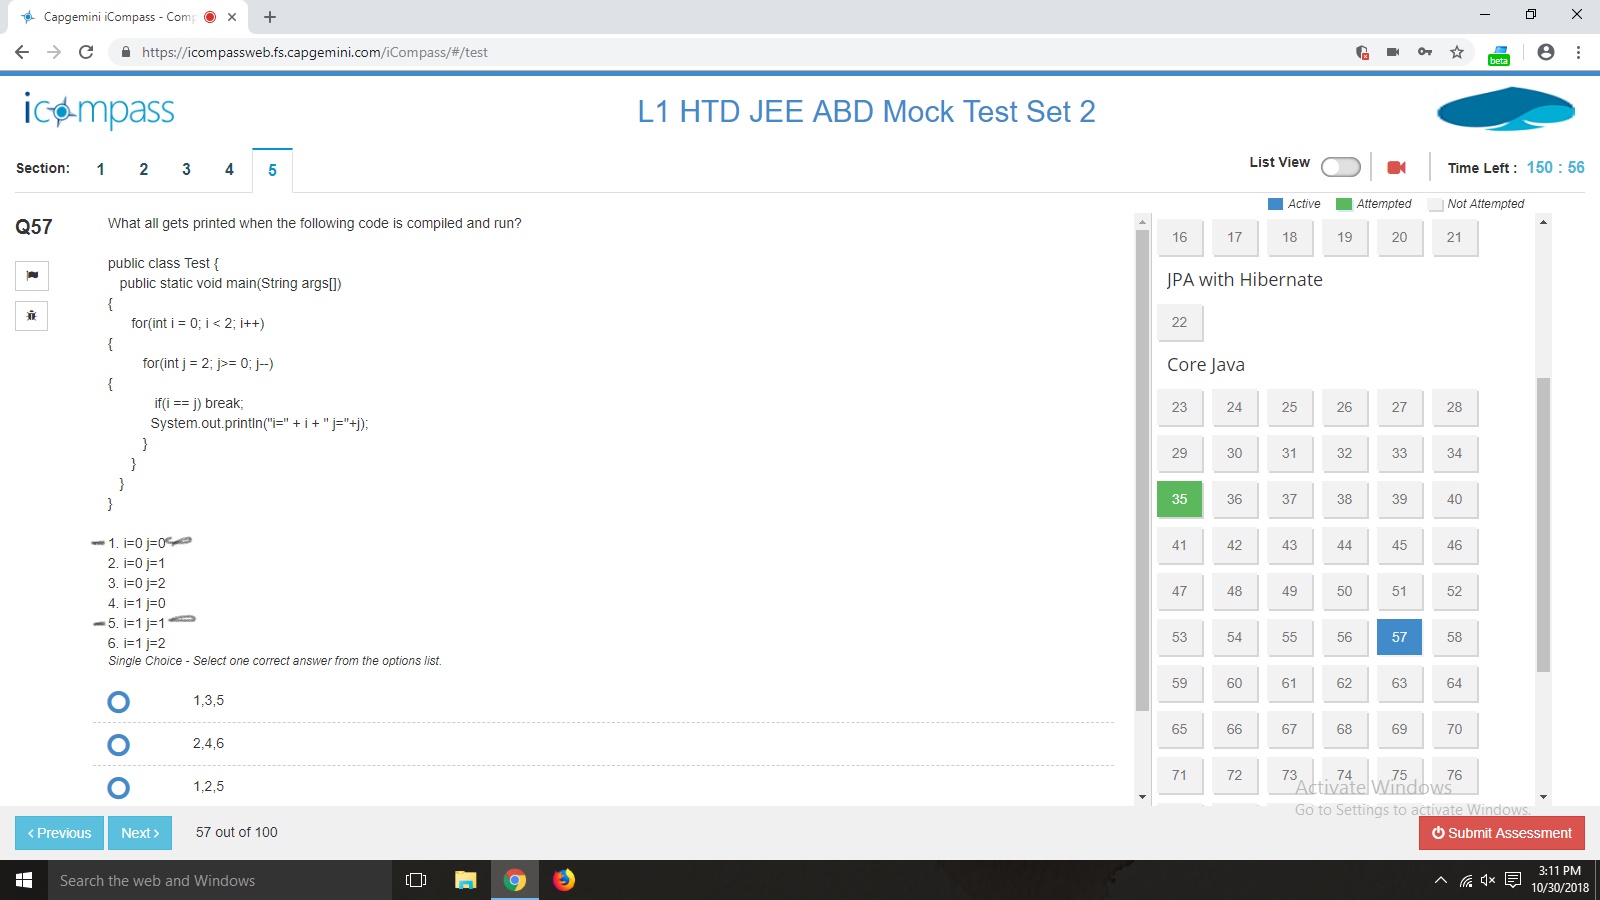 Capgemini iCompass - Comp
https://icompassweb.fs.capgemini.com/iCompass/#/test
beta
icompass
L1 HTD JEE ABD Mock Test Set 2
Section: 1 2 3 4 5
List View
Time Left : 150 : 56
Active Attempted Not Attempted
Q57
What all gets printed when the following code is compiled and run?
public class Test {
public static void main(String args[])
{
for(int i = 0; i < 2; i++)
{
for(int j = 2; j>= 0; j--)
{
if(i == j) break;
System.out.println("i=" + i + " j="+j);
}
}
}
}
1. i=0 j=0
2. i=0 j=1
3. i=0 j=2
4. i=1 j=0
5. i=1 j=1
6. i=1 j=2
Single Choice - Select one correct answer from the options list.
1,3,5
2,4,6
1,2,5
16 17 18 19 20 21
JPA with Hibernate
22
Core Java
23 24 25 26 27 28
29 30 31 32 33 34
35 36 37 38 39 40
41 42 43 44 45 46
47 48 49 50 51 52
53 54 55 56 57 58
59 60 61 62 63 64
65 66 67 68 69 70
71 72 73 74 75 76
Activate Windows
Go to Settings to activate Windows.
Previous
Next
57 out of 100
Submit Assessment
Search the web and Windows
3:11 PM
10/30/2018